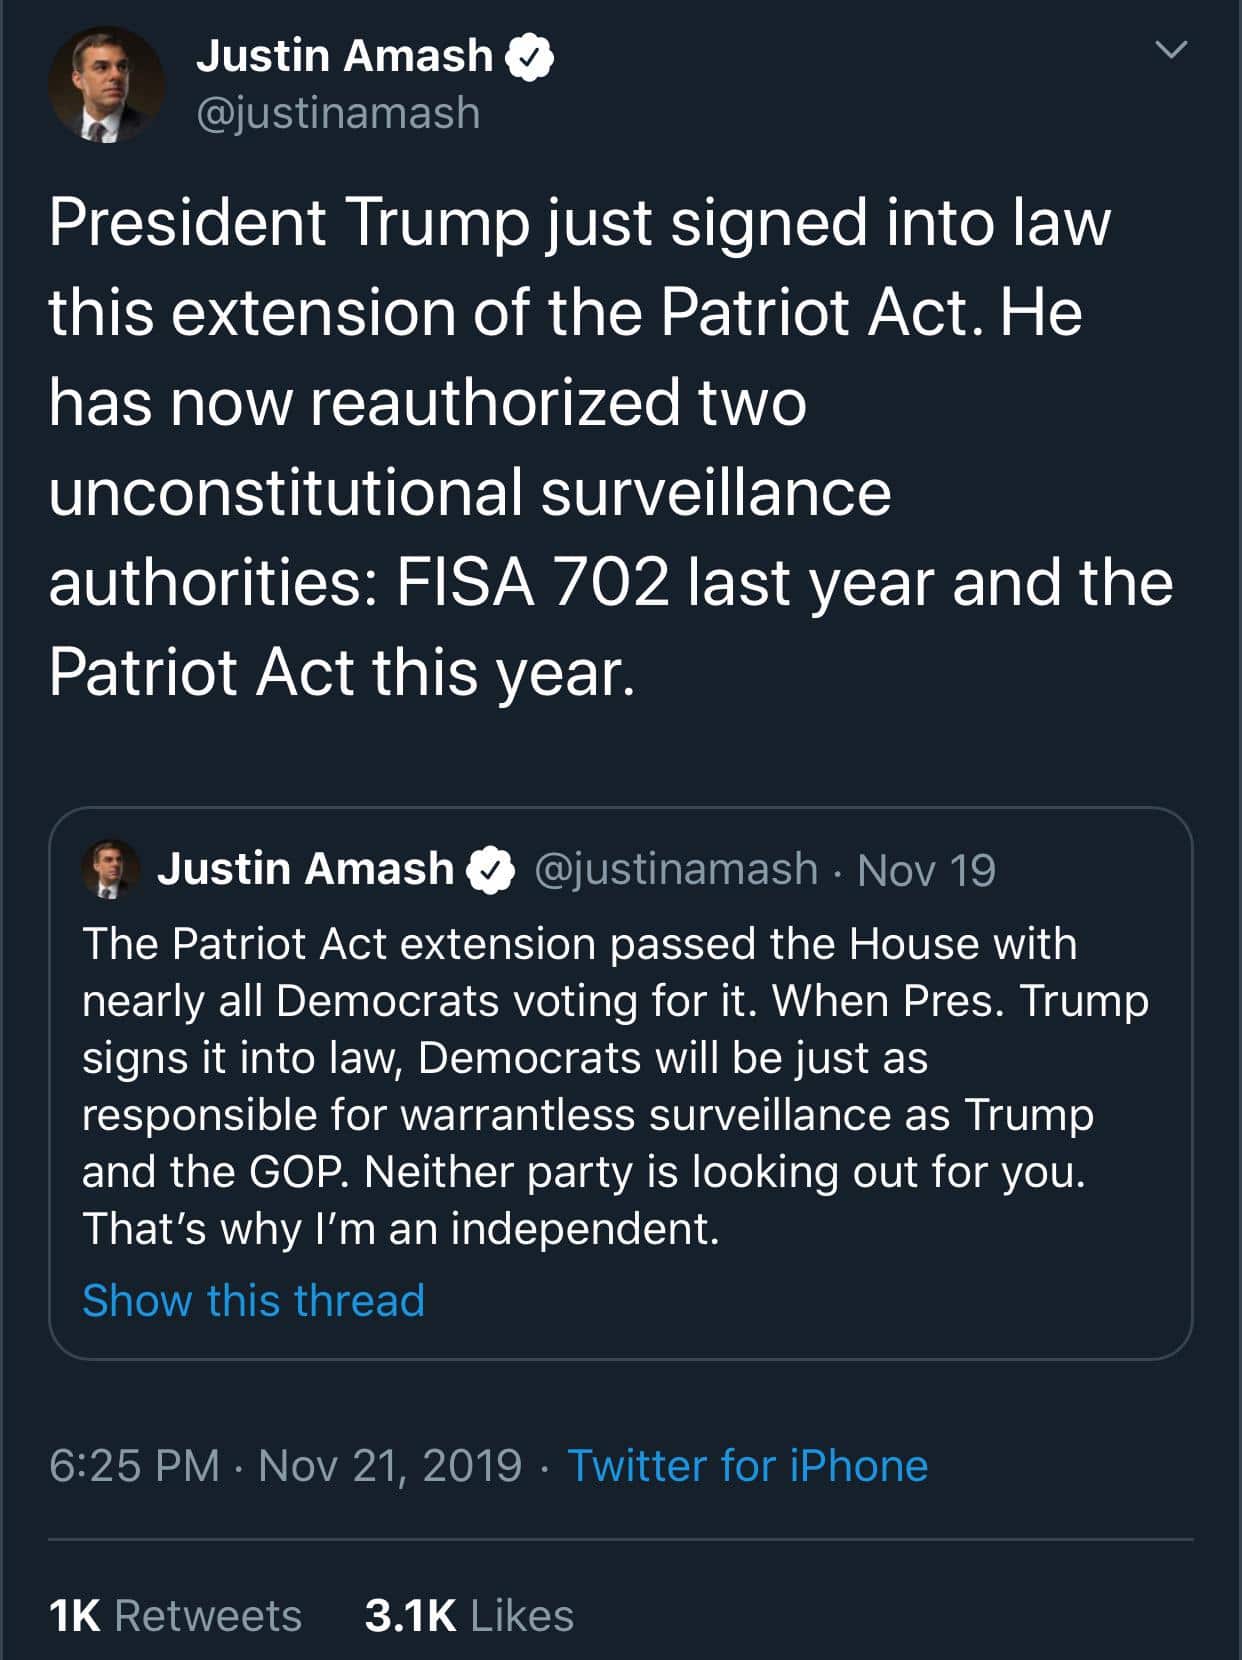 Justin Amash
@justinamash
President Trump just signed into law
this extension of the Patriot Act. He
has now reauthorized two
unconstitutional surveillance
authorities: FISA 702 last year and the
Patriot Act this year.
Justin Amash @justinamash · Nov 19
The Patriot Act extension passed the House with
nearly all Democrats voting for it. When Pres. Trump
signs it into law, Democrats will be just as
responsible for warrantless surveillance as Trump
and the GOP. Neither party is looking out for you.
That’s why I’m an independent.
Show this thread
6:25 PM · Nov 21, 2019 · Twitter for iPhone
1K Retweets 3.1K Likes